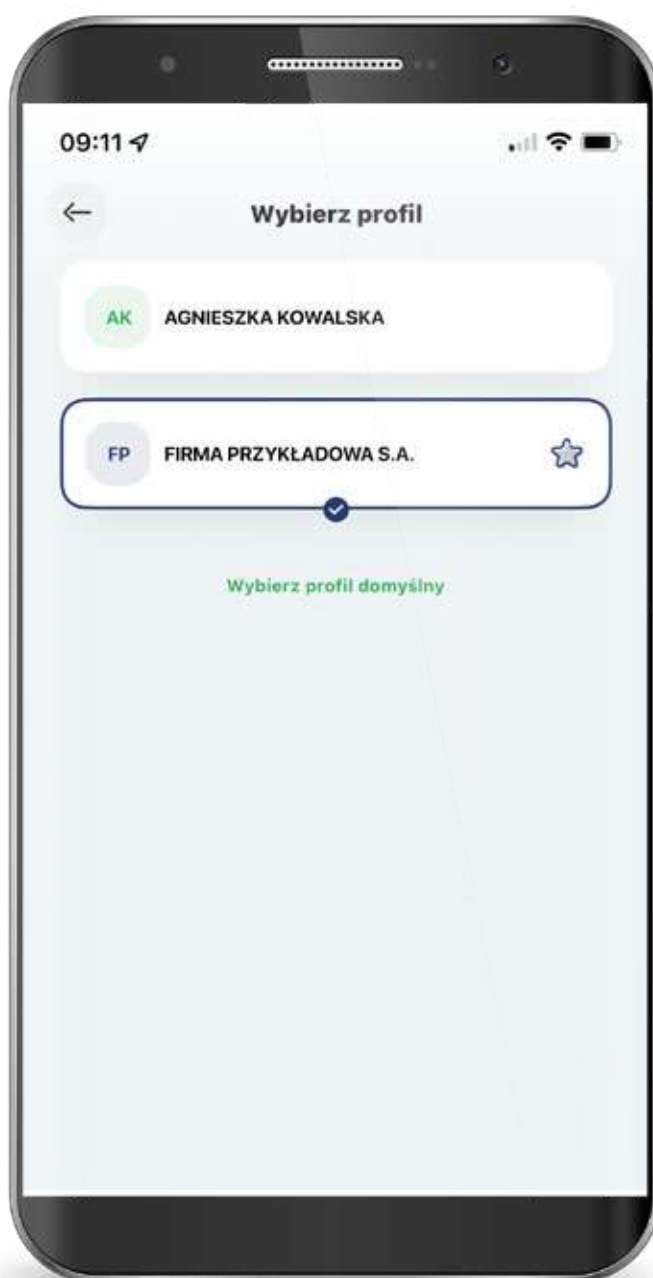 09:11
Wybierz profil
AK AGNIESZKA KOWALSKA
FP FIRMA PRZYKŁADOWA S.A.
Wybierz profil domyślny